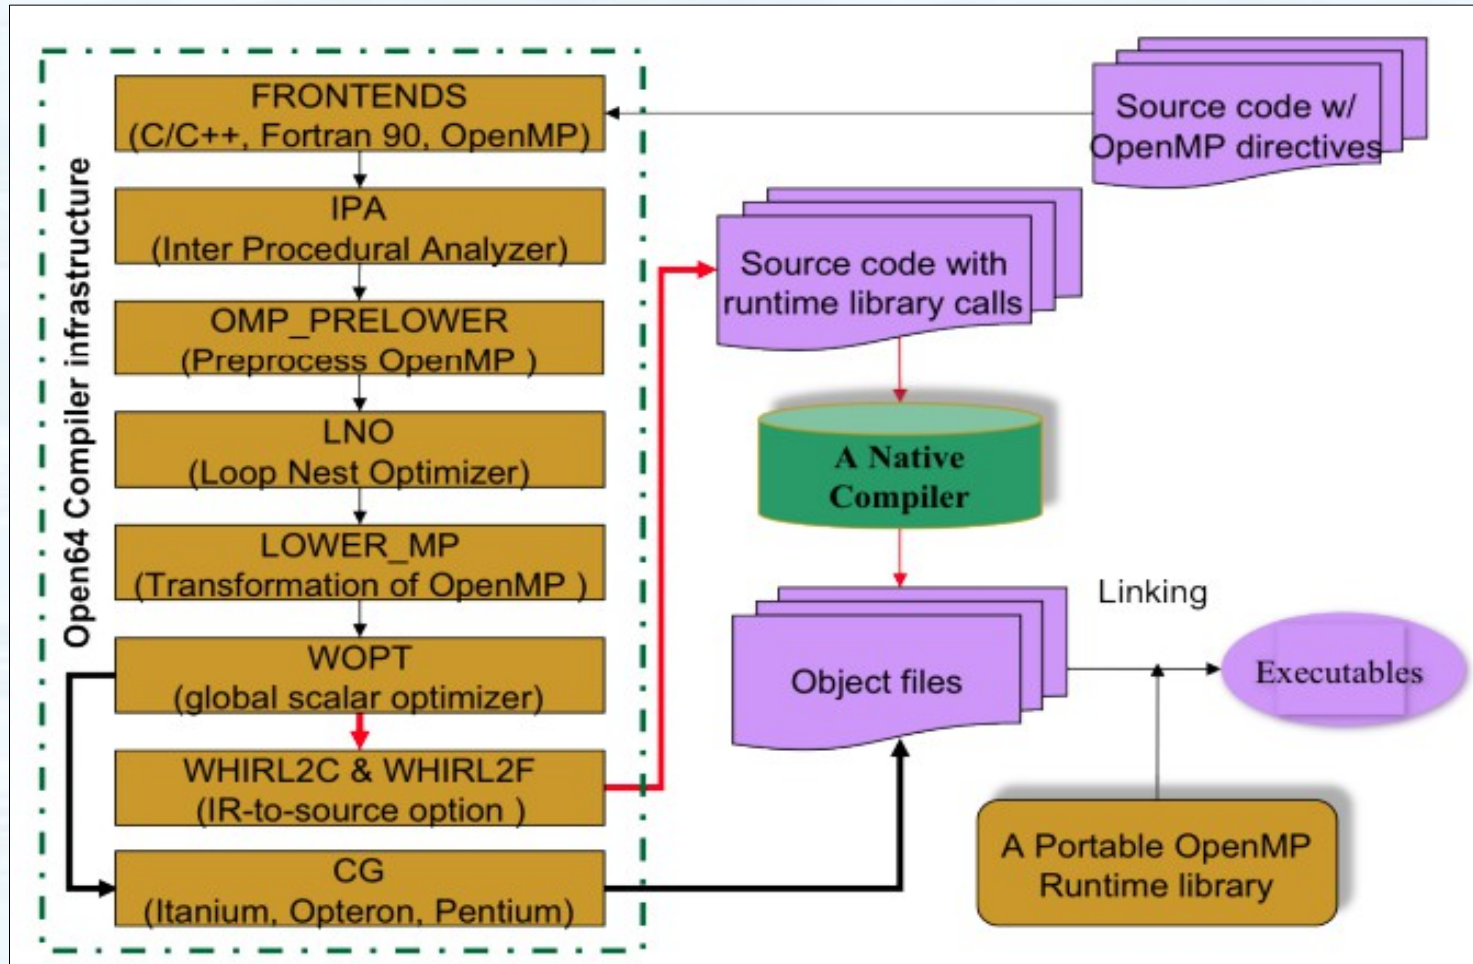 Open64 Compiler infrastructure
FRONTENDS
(C/C++, Fortran 90, OpenMP)
IPA
(Inter Procedural Analyzer)
OMP_PRELOWER
(Preprocess OpenMP )
LNO
(Loop Nest Optimizer)
LOWER_MP
(Transformation of OpenMP )
WOPT
(global scalar optimizer)
WHIRL2C & WHIRL2F
(IR-to-source option )
CG
(Itanium, Opteron, Pentium)
Source code w/
OpenMP directives
Source code with
runtime library calls
A Native
Compiler
Object files
Linking
Executables
A Portable OpenMP
Runtime library